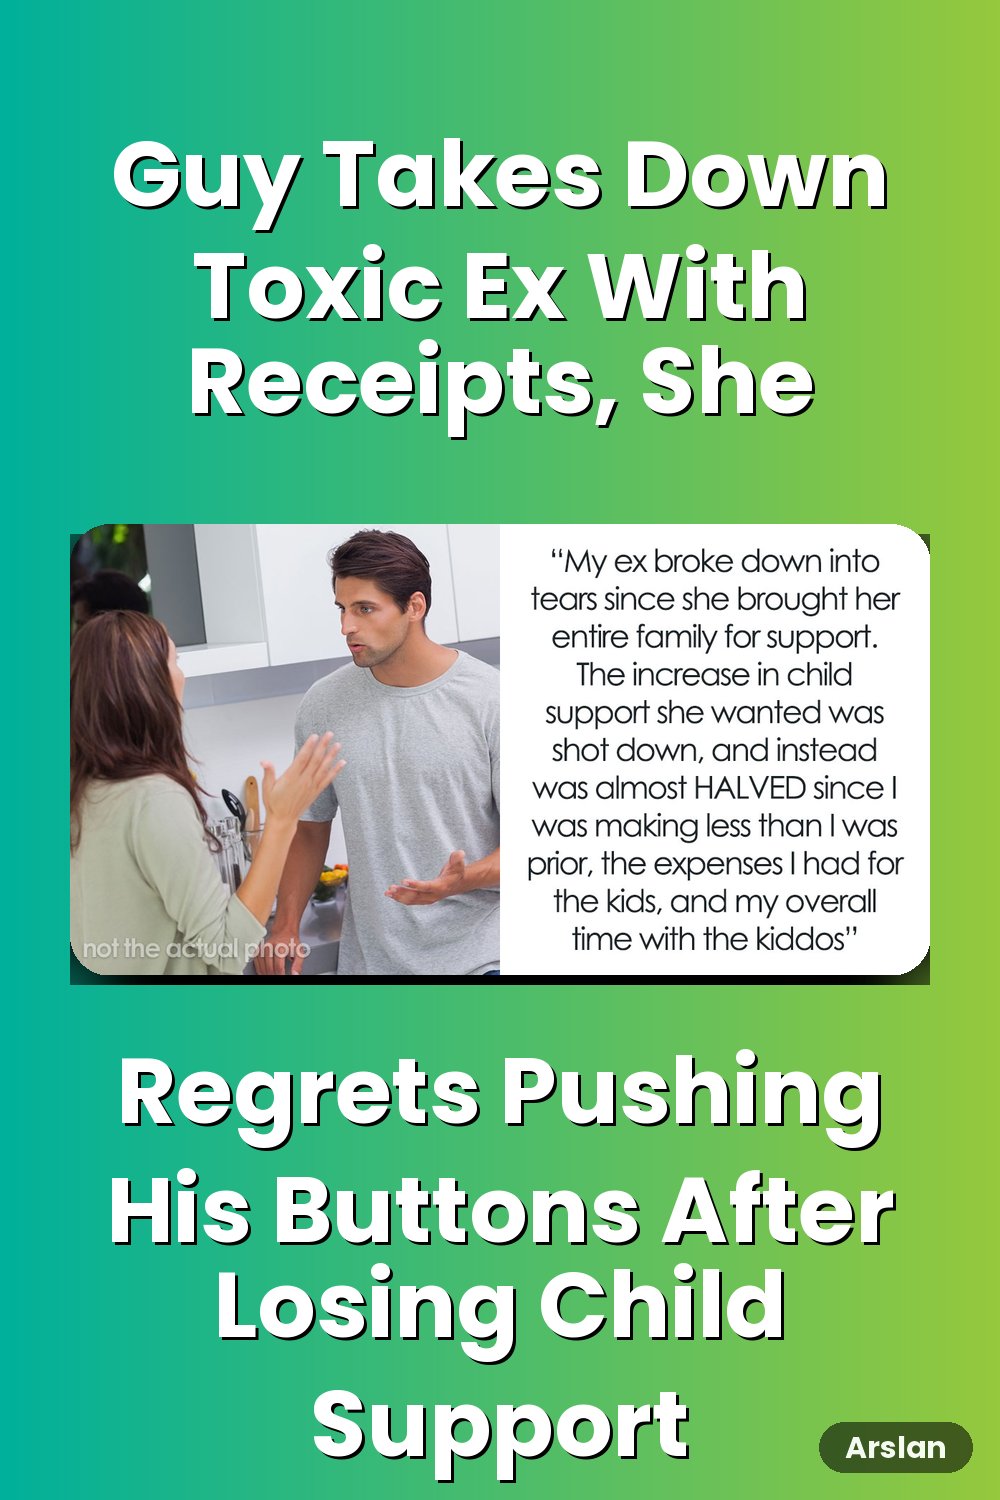 Guy Takes Down
Toxic Ex With
Receipts, She
“My ex broke down into
tears since she brought her
entire family for support.
The increase in child
support she wanted was
shot down, and instead
was almost HALVED since I
was making less than I was
prior, the expenses I had for
the kids, and my overall
time with the kiddos”
not the actual photo
Regrets Pushing
His Buttons After
Losing Child
Support
Arslan